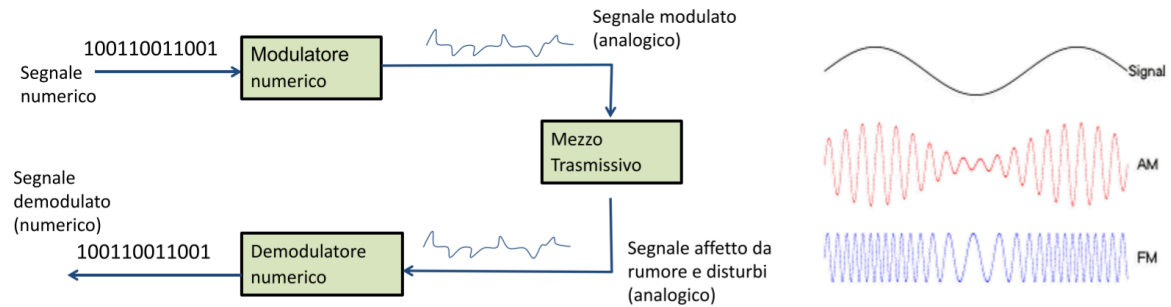 100110011001
Segnale
numerico
Modulatore
numerico
Segnale modulato
(analogico)
Mezzo
Trasmissivo
Segnale affetto da
rumore e disturbi
(analogico)
Demodulatore
numerico
Segnale
demodulato
(numerico)
100110011001
Signal
AM
FM